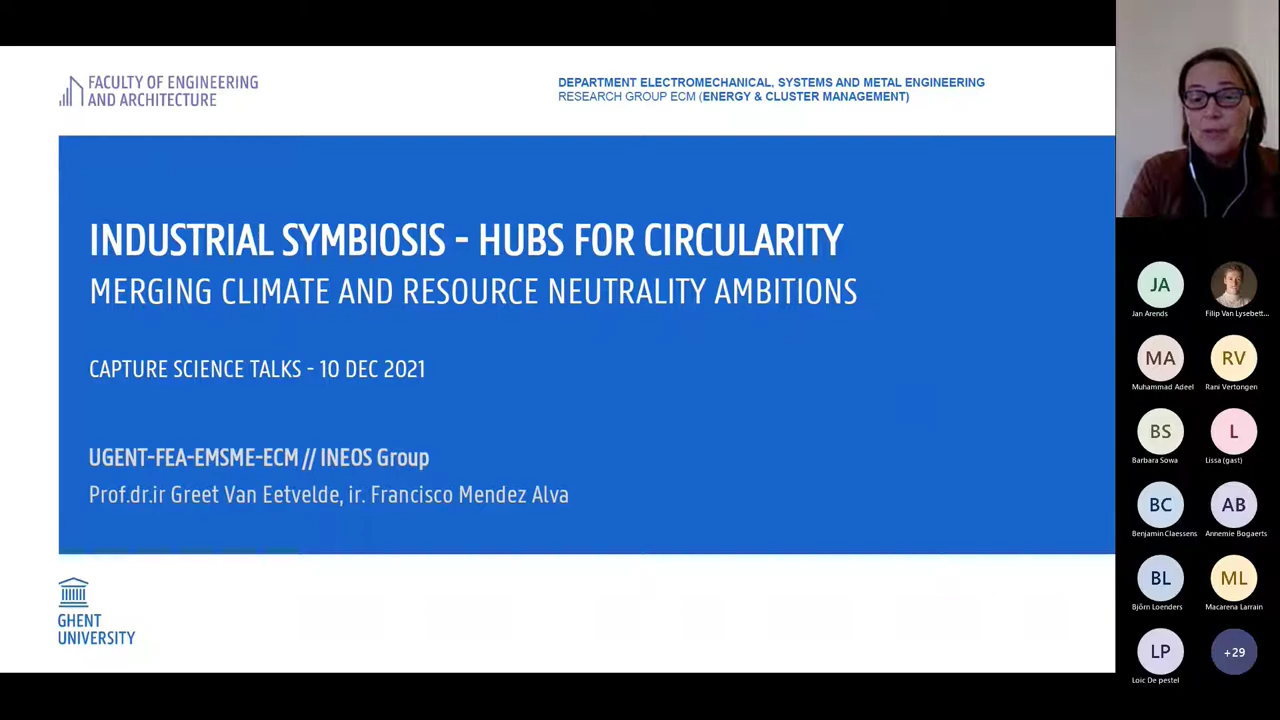 FACULTY OF ENGINEERING
AND ARCHITECTURE
DEPARTMENT ELECTROMECHANICAL, SYSTEMS AND METAL ENGINEERING
RESEARCH GROUP ECM (ENERGY & CLUSTER MANAGEMENT)
INDUSTRIAL SYMBIOSIS - HUBS FOR CIRCULARITY
MERGING CLIMATE AND RESOURCE NEUTRALITY AMBITIONS
CAPTURE SCIENCE TALKS - 10 DEC 2021
UGENT-FEA-EMSME-ECM // INEOS Group
Prof.dr.ir Greet Van Eetvelde, ir. Francisco Mendez Alva
GHENT
UNIVERSITY
JA
Jan Arends
Filip Van Lysebett...
MA
RV
Muhammad Adeel
Rani Vertongen
BS
L
Barbara Sowa
Lissa (gast)
BC
AB
Benjamin Claessens
Annemie Bogaerts
BL
ML
Björn Loenders
Macarena Larrain
LP
+29
Loic De pestel